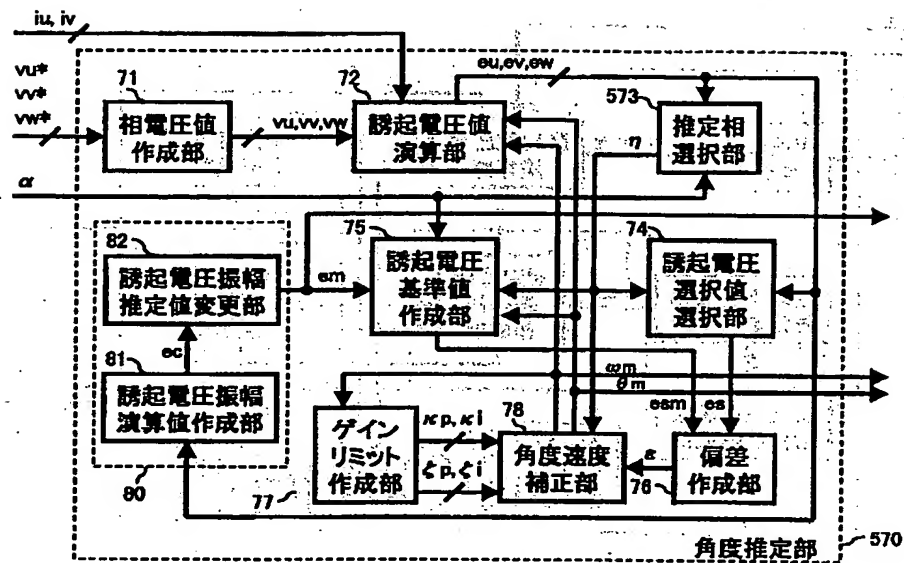 iu, iv
vu*
vv*
vw*
71
相電圧値
作成部
vu,vv,vw
72
誘起電圧値
演算部
eu,ev,ew
573
推定相
選択部
η
α
82
誘起電圧振幅
推定値変更部
em
75
誘起電圧
基準値
作成部
74
誘起電圧
選択値
選択部
ec
81
誘起電圧振幅
演算値作成部
80
ωm
θm
esm
es
ゲイン
リミット
作成部
77
κp, κi
ζp, ζi
78
角度速度
補正部
ε
偏差
作成部
76
角度推定部
570